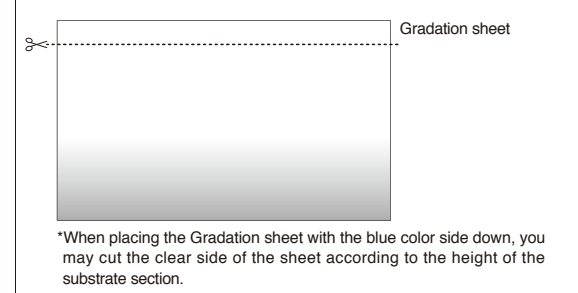 Gradation sheet
*When placing the Gradation sheet with the blue color side down, you
may cut the clear side of the sheet according to the height of the
substrate section.